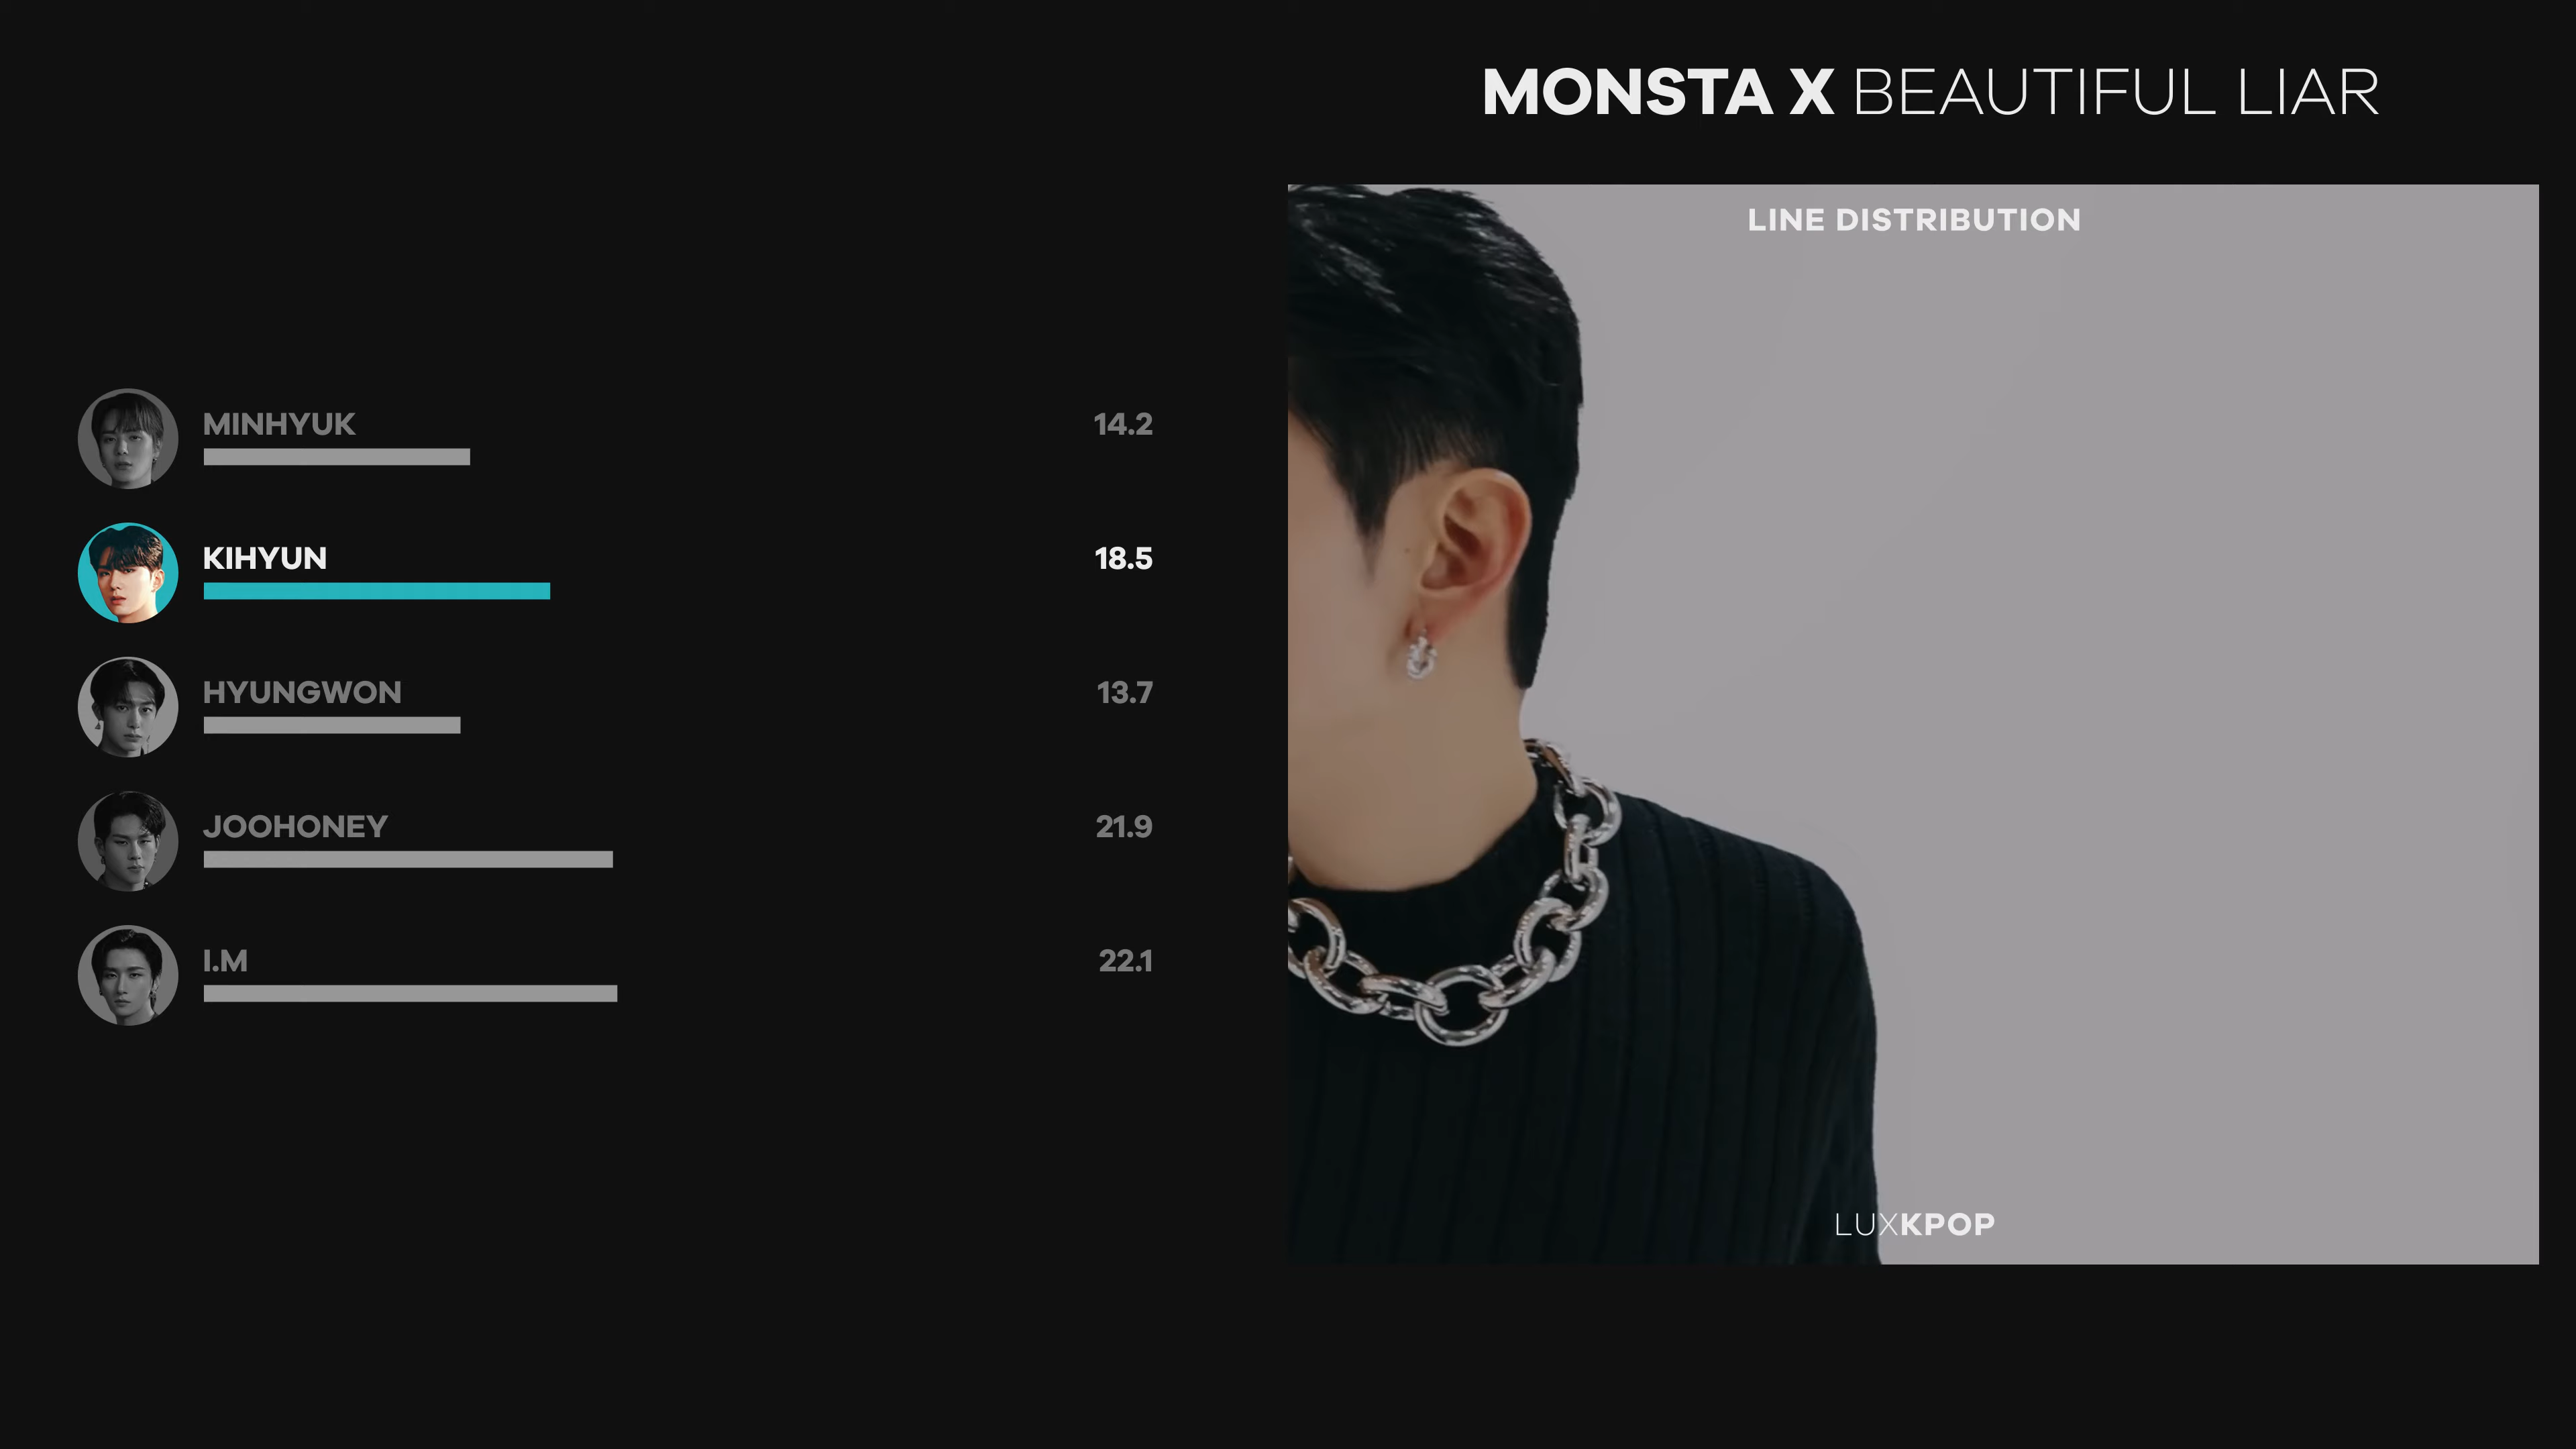 MONSTA X BEAUTIFUL LIAR
LINE DISTRIBUTION
MINHYUK 14.2
KIHYUN 18.5
HYUNGWON 13.7
JOOHONEY 21.9
I.M 22.1
LUXKPOP